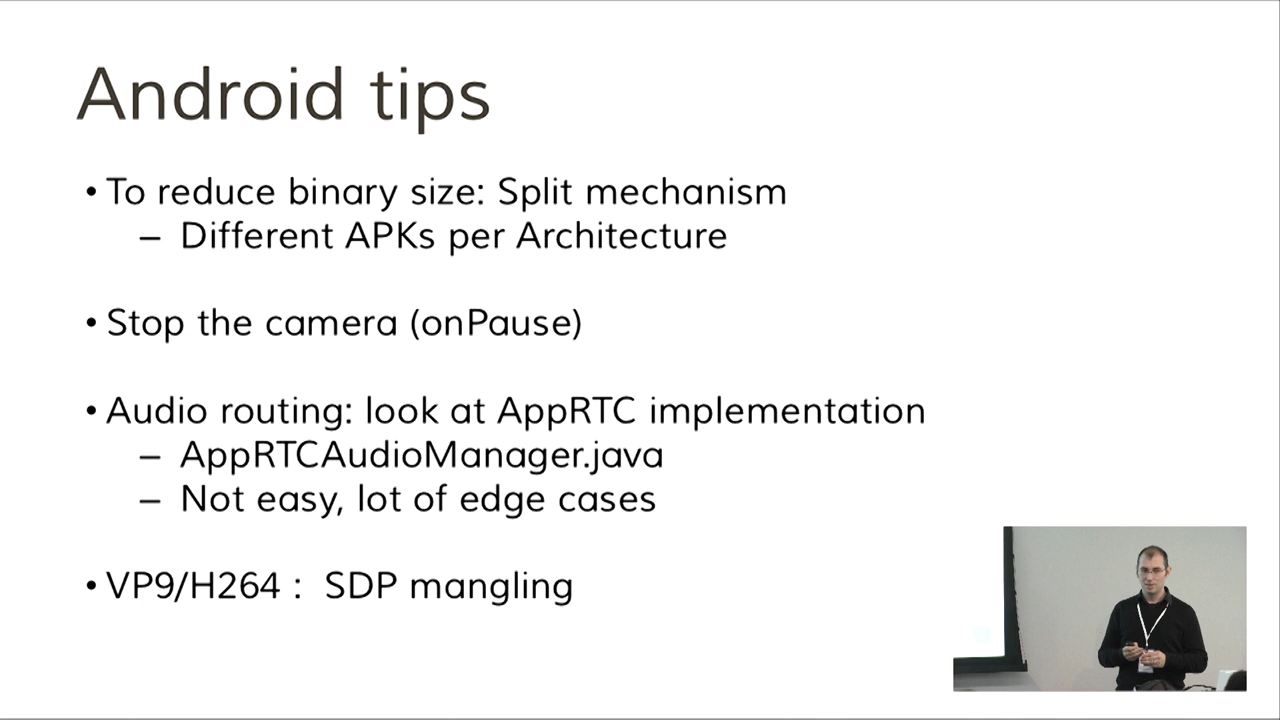 Android tips
• To reduce binary size: Split mechanism
– Different APKs per Architecture
• Stop the camera (onPause)
• Audio routing: look at AppRTC implementation
– AppRTCAudioManager.java
– Not easy, lot of edge cases
• VP9/H264 : SDP mangling